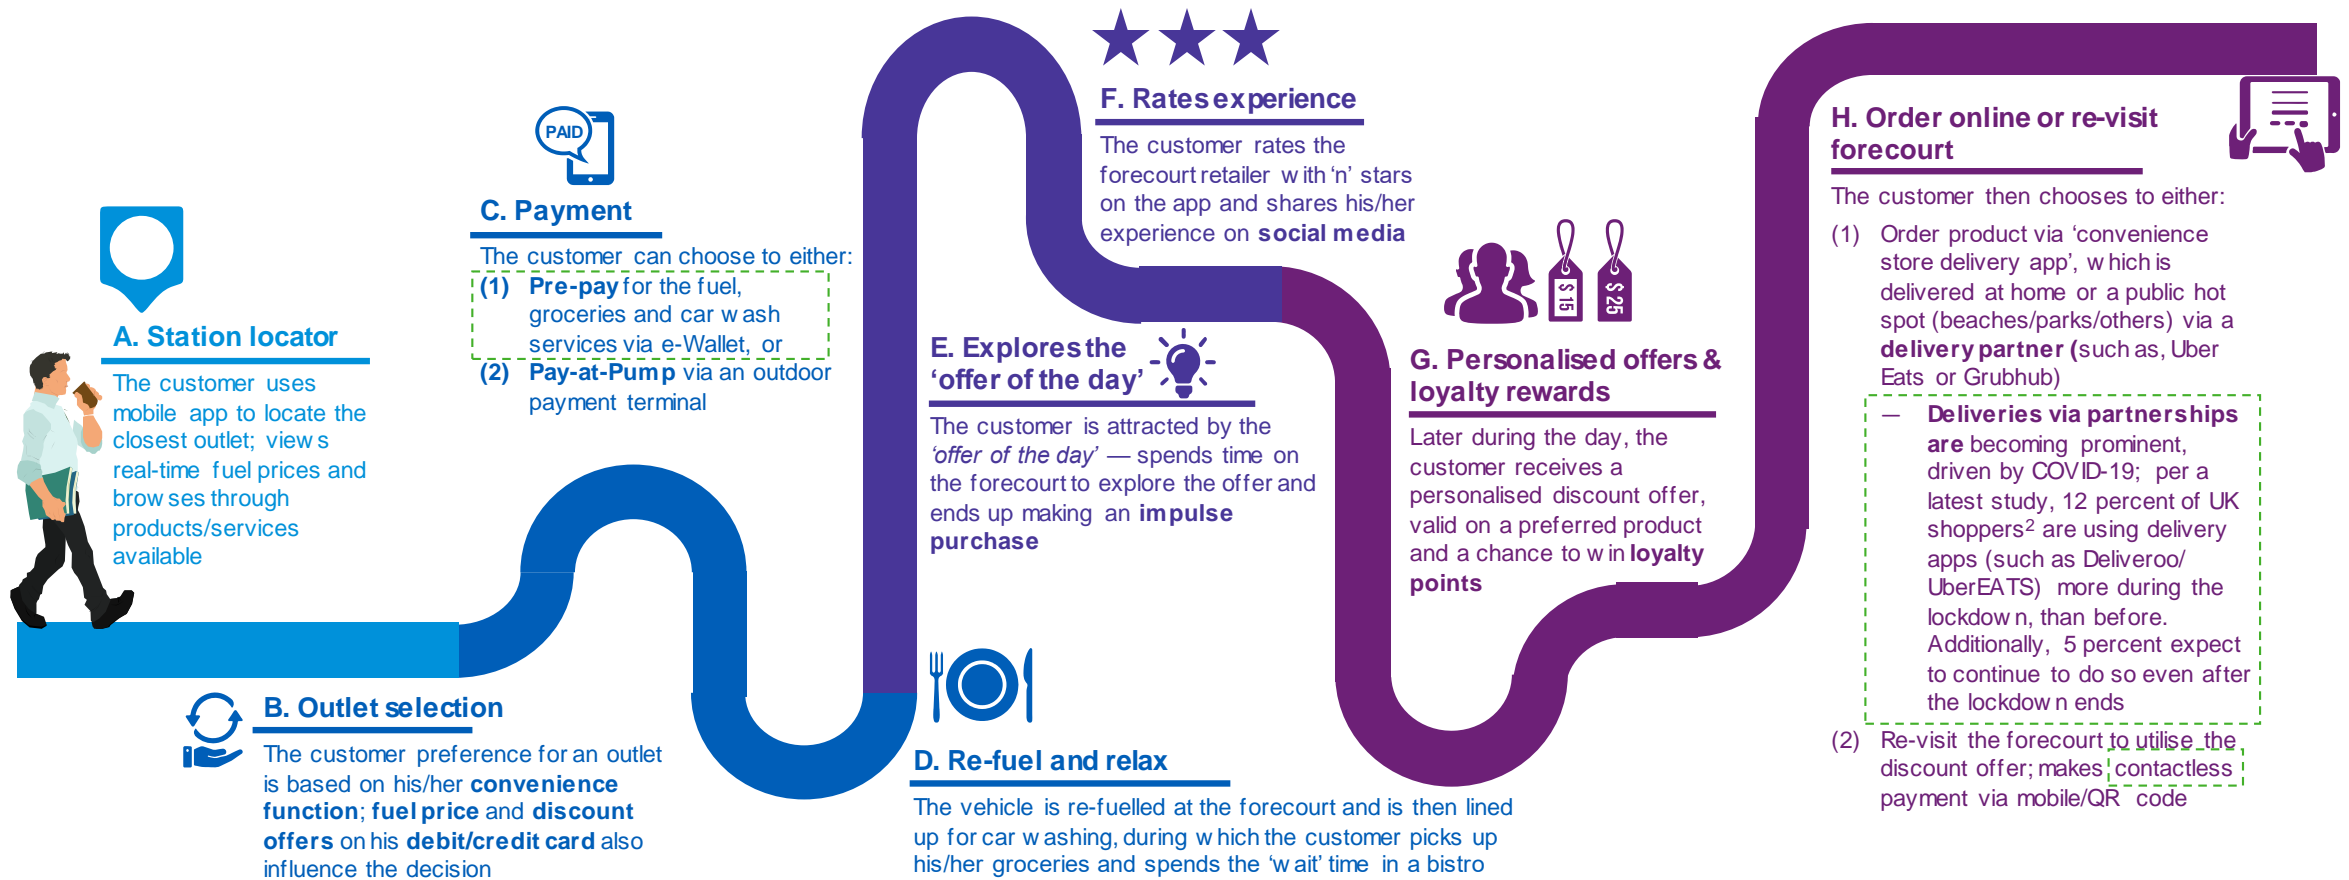 A. Station locator
The customer uses
mobile app to locate the
closest outlet; views
real-time fuel prices and
browses through
products/services
available
B. Outlet selection
The customer preference for an outlet
is based on his/her convenience
function; fuel price and discount
offers on his debit/credit card also
influence the decision
PAID
C. Payment
The customer can choose to either:
(1) Pre-pay for the fuel,
groceries and car wash
services via e-Wallet, or
(2) Pay-at-Pump via an outdoor
payment terminal
D. Re-fuel and relax
The vehicle is re-fuelled at the forecourt and is then lined
up for car washing, during which the customer picks up
his/her groceries and spends the ‘wait’ time in a bistro
E. Explores the
‘offer of the day’
The customer is attracted by the
‘offer of the day’ — spends time on
the forecourt to explore the offer and
ends up making an impulse
purchase
F. Rates experience
The customer rates the
forecourt retailer with ‘n’ stars
on the app and shares his/her
experience on social media
$ 15
$ 25
G. Personalised offers &
loyalty rewards
Later during the day, the
customer receives a
personalised discount offer,
valid on a preferred product
and a chance to win loyalty
points
H. Order online or re-visit
forecourt
The customer then chooses to either:
(1) Order product via ‘convenience
store delivery app’, which is
delivered at home or a public hot
spot (beaches/parks/others) via a
delivery partner (such as, Uber
Eats or Grubhub)
— Deliveries via partnerships
are becoming prominent,
driven by COVID-19; per a
latest study, 12 percent of UK
shoppers² are using delivery
apps (such as Deliveroo/
UberEATS) more during the
lockdown, than before.
Additionally, 5 percent expect
to continue to do so even after
the lockdown ends
(2) Re-visit the forecourt to utilise the
discount offer; makes contactless
payment via mobile/QR code